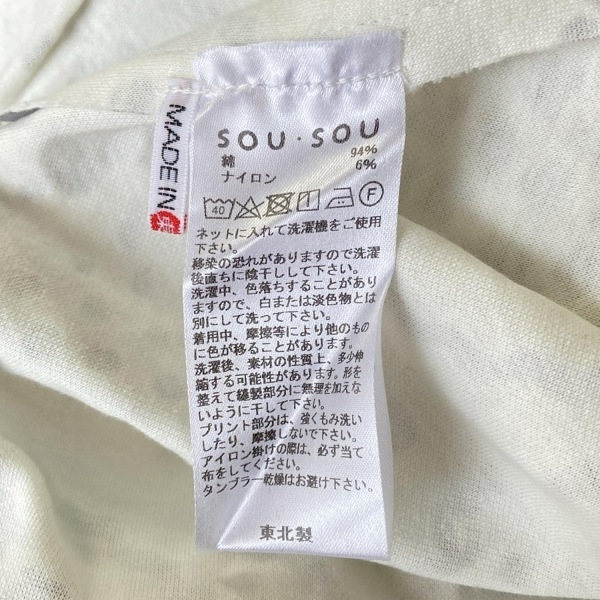 MADE IN
SOU・SOU
綿 94%
ナイロン 6%
40 F
ネットに入れて洗濯機をご使用
下さい。
移染の恐れがありますので洗濯
後直ちに陰干しして下さい。
洗濯中、色落ちすることがあり
ますので、白または淡色物とは
別にして洗って下さい。
着用中、摩擦等により他のもの
に色が移ることがあります。
洗濯後、素材の性質上、多少伸
縮する可能性があります。形を
整えて縫製部分に無理を加えな
いように干して下さい。
プリント部分は、強くもみ洗い
したり、摩擦しないで下さい。
アイロン掛けの際は、必ず当て
布をしてください。
タンブラー乾燥はお避け下さい。
東北製